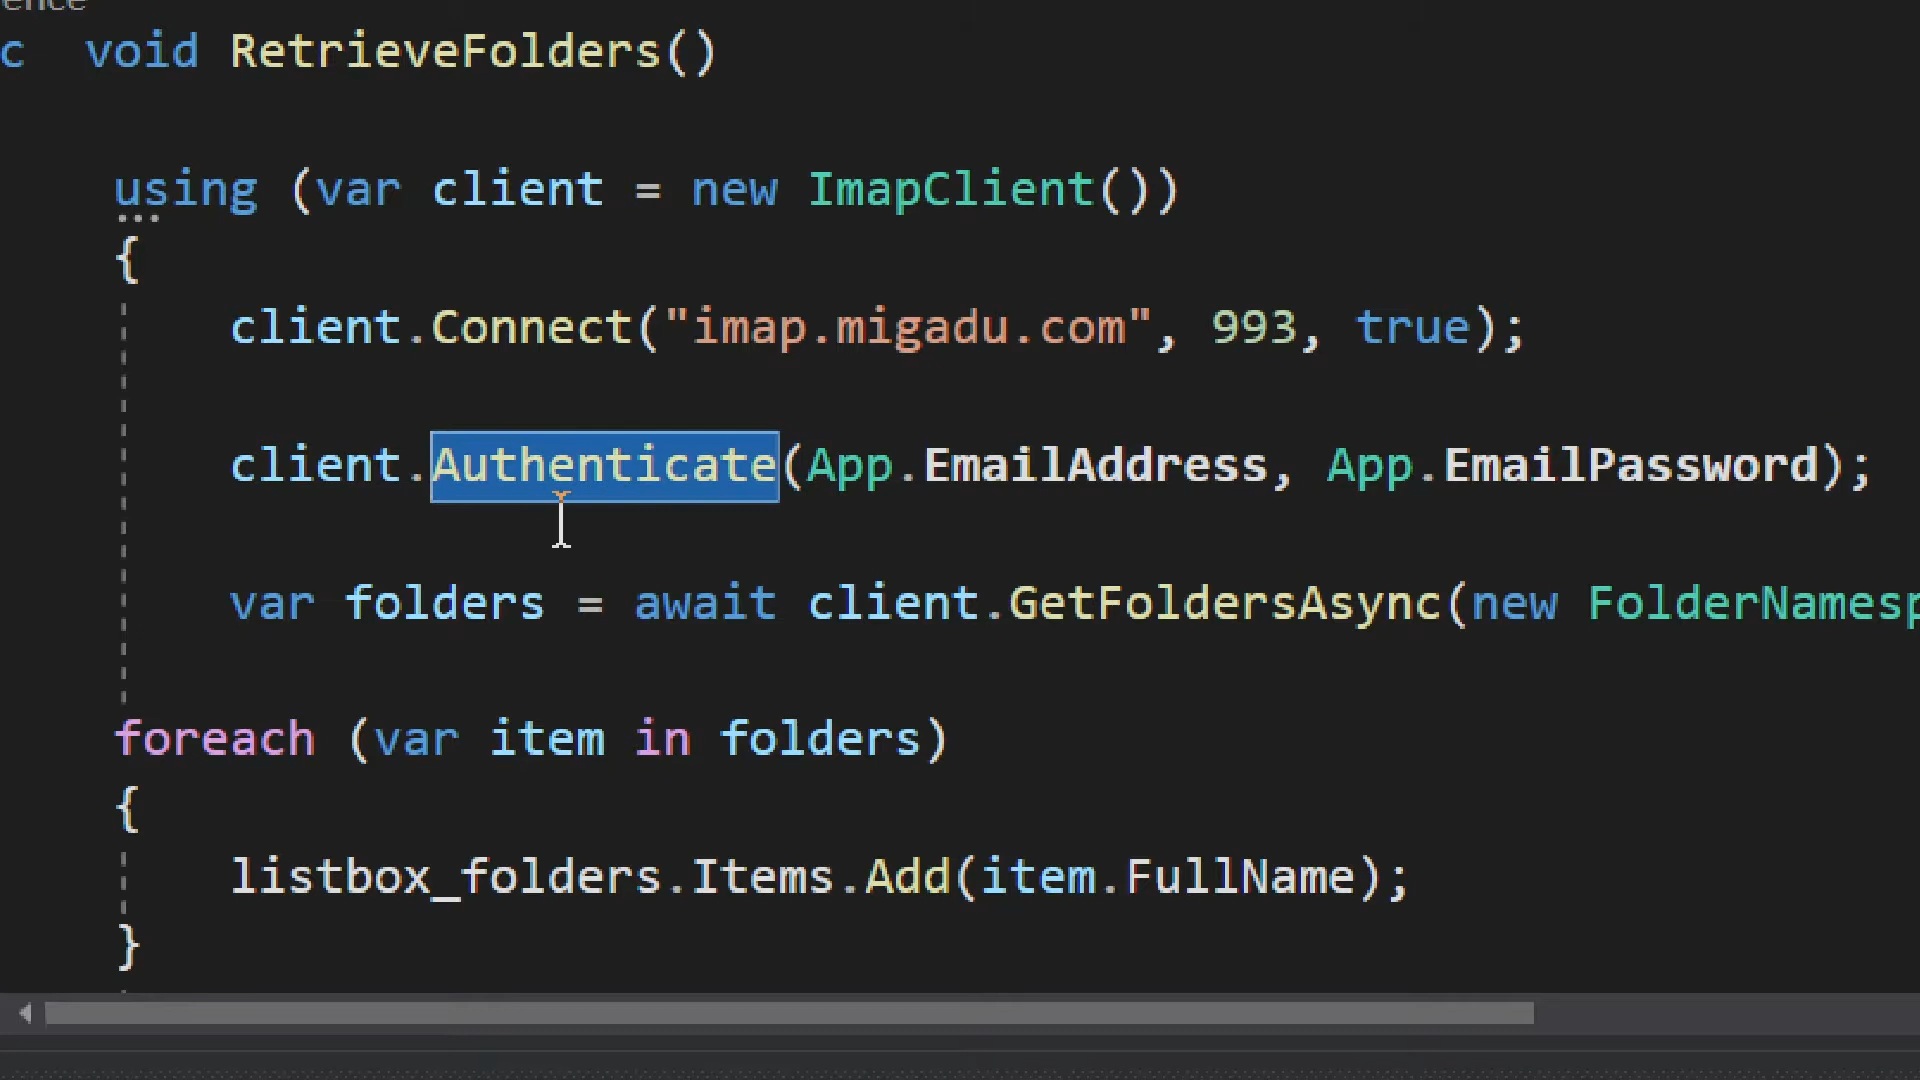 ence
c void RetrieveFolders()
using (var client = new ImapClient())
{
client.Connect("imap.migadu.com", 993, true);
client.Authenticate(App.EmailAddress, App.EmailPassword);
var folders = await client.GetFoldersAsync(new FolderNamesp
foreach (var item in folders)
{
listbox_folders.Items.Add(item.FullName);
}